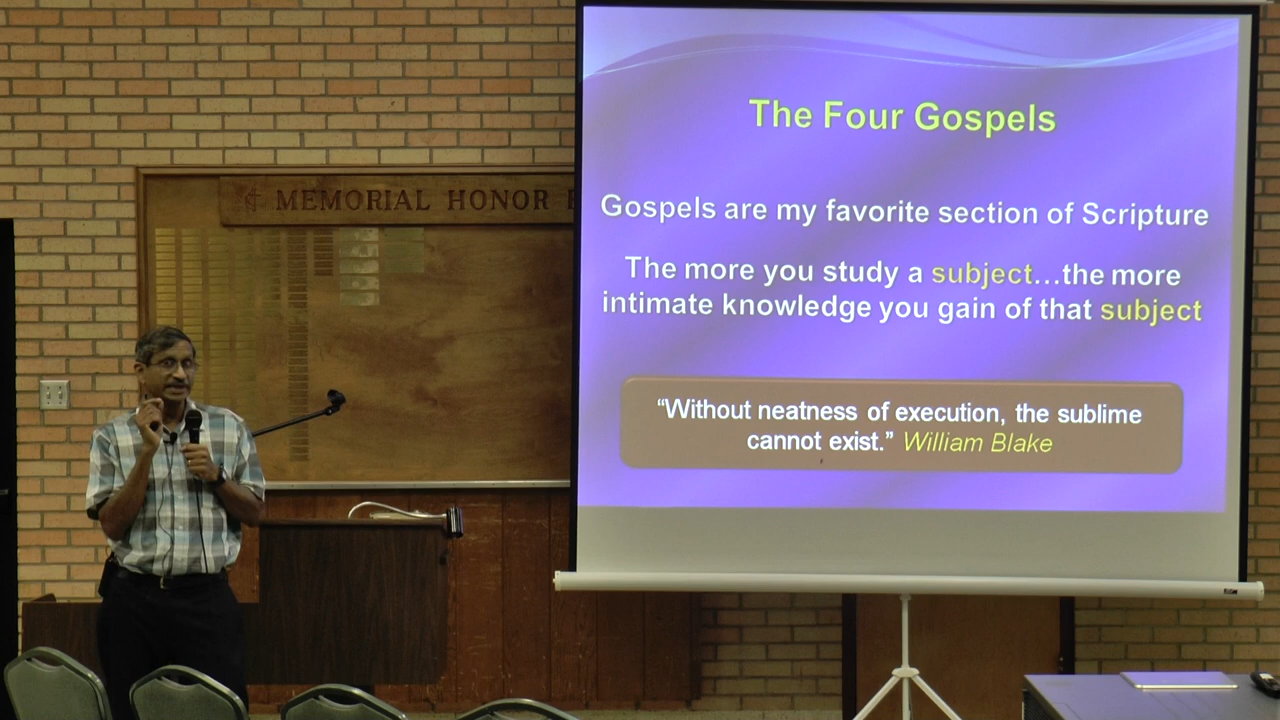 MEMORIAL HONOR
The Four Gospels
Gospels are my favorite section of Scripture
The more you study a subject…the more
intimate knowledge you gain of that subject
“Without neatness of execution, the sublime
cannot exist.” William Blake